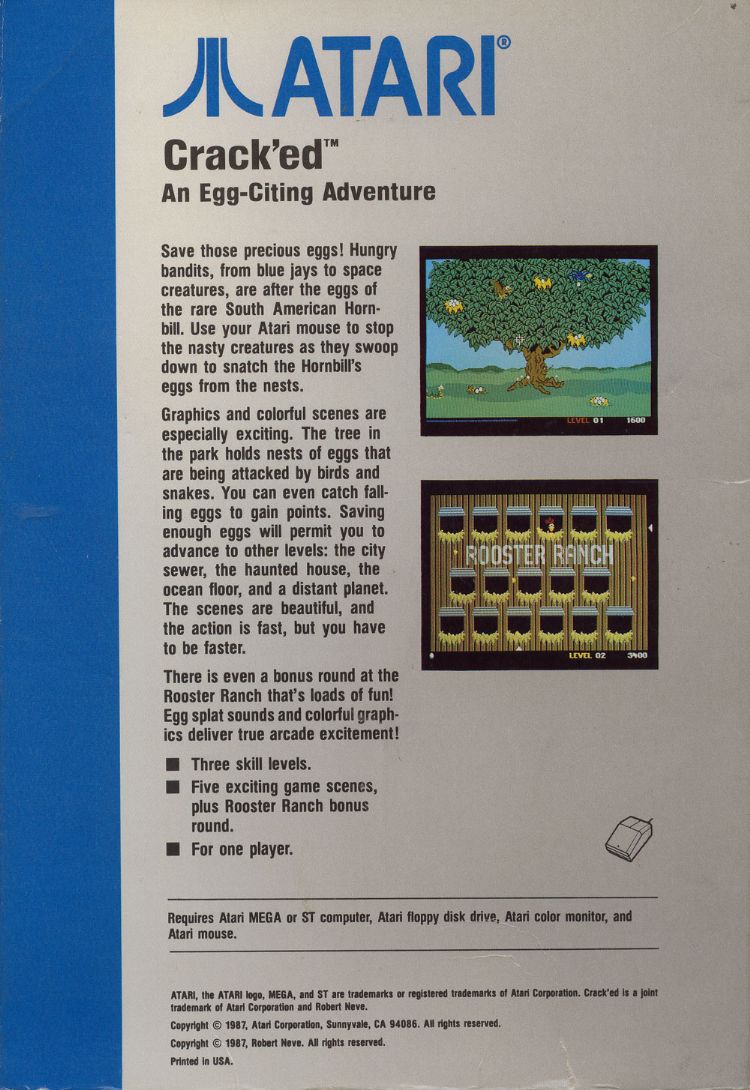 ATARI®
Crack'ed™
An Egg-Citing Adventure
Save those precious eggs! Hungry
bandits, from blue jays to space
creatures, are after the eggs of
the rare South American Horn-
bill. Use your Atari mouse to stop
the nasty creatures as they swoop
down to snatch the Hornbill's
eggs from the nests.
Graphics and colorful scenes are
especially exciting. The tree in
the park holds nests of eggs that
are being attacked by birds and
snakes. You can even catch fall-
ing eggs to gain points. Saving
enough eggs will permit you to
advance to other levels: the city
sewer, the haunted house, the
ocean floor, and a distant planet.
The scenes are beautiful, and
the action is fast, but you have
to be faster.
There is even a bonus round at the
Rooster Ranch that's loads of fun!
Egg splat sounds and colorful graph-
ics deliver true arcade excitement!
■ Three skill levels.
■ Five exciting game scenes,
plus Rooster Ranch bonus
round.
■ For one player.
LEVEL 01 1600
ROOSTER RANCH
LEVEL 02 3400
Requires Atari MEGA or ST computer, Atari floppy disk drive, Atari color monitor, and
Atari mouse.
ATARI, the ATARI logo, MEGA, and ST are trademarks or registered trademarks of Atari Corporation. Crack'ed is a joint
trademark of Atari Corporation and Robert Neve.
Copyright © 1987, Atari Corporation, Sunnyvale, CA 94086. All rights reserved.
Copyright © 1987, Robert Neve. All rights reserved.
Printed in USA.